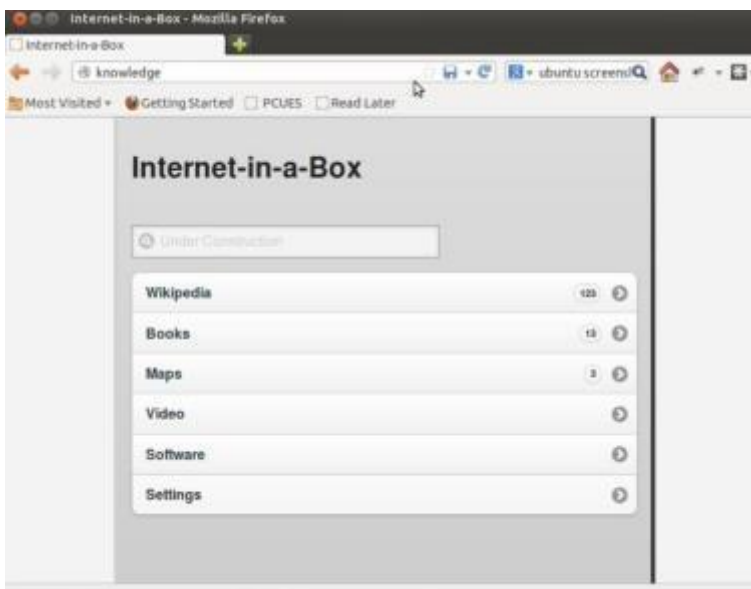 Internet-in-a-Box - Mozilla Firefox
Internet-in-a-Box
knowledge ubuntu screens
Most Visited Getting Started PCUES Read Later
Internet-in-a-Box
Under Construction
Wikipedia 123
Books 13
Maps 3
Video
Software
Settings